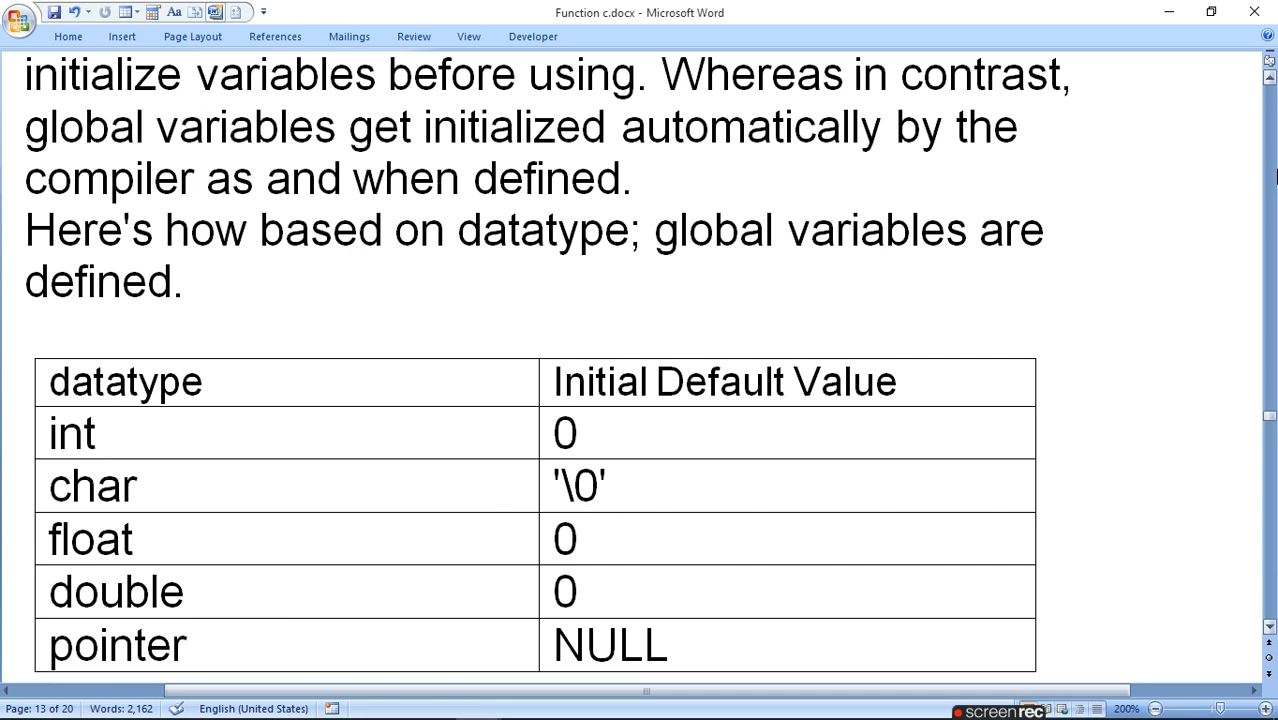 Function c.docx - Microsoft Word
Home Insert Page Layout References Mailings Review View Developer
initialize variables before using. Whereas in contrast,
global variables get initialized automatically by the
compiler as and when defined.
Here's how based on datatype; global variables are
defined.
datatype Initial Default Value
int 0
char '\0'
float 0
double 0
pointer NULL
Page: 13 of 20 Words: 2,162 English (United States) 200%
screenrec